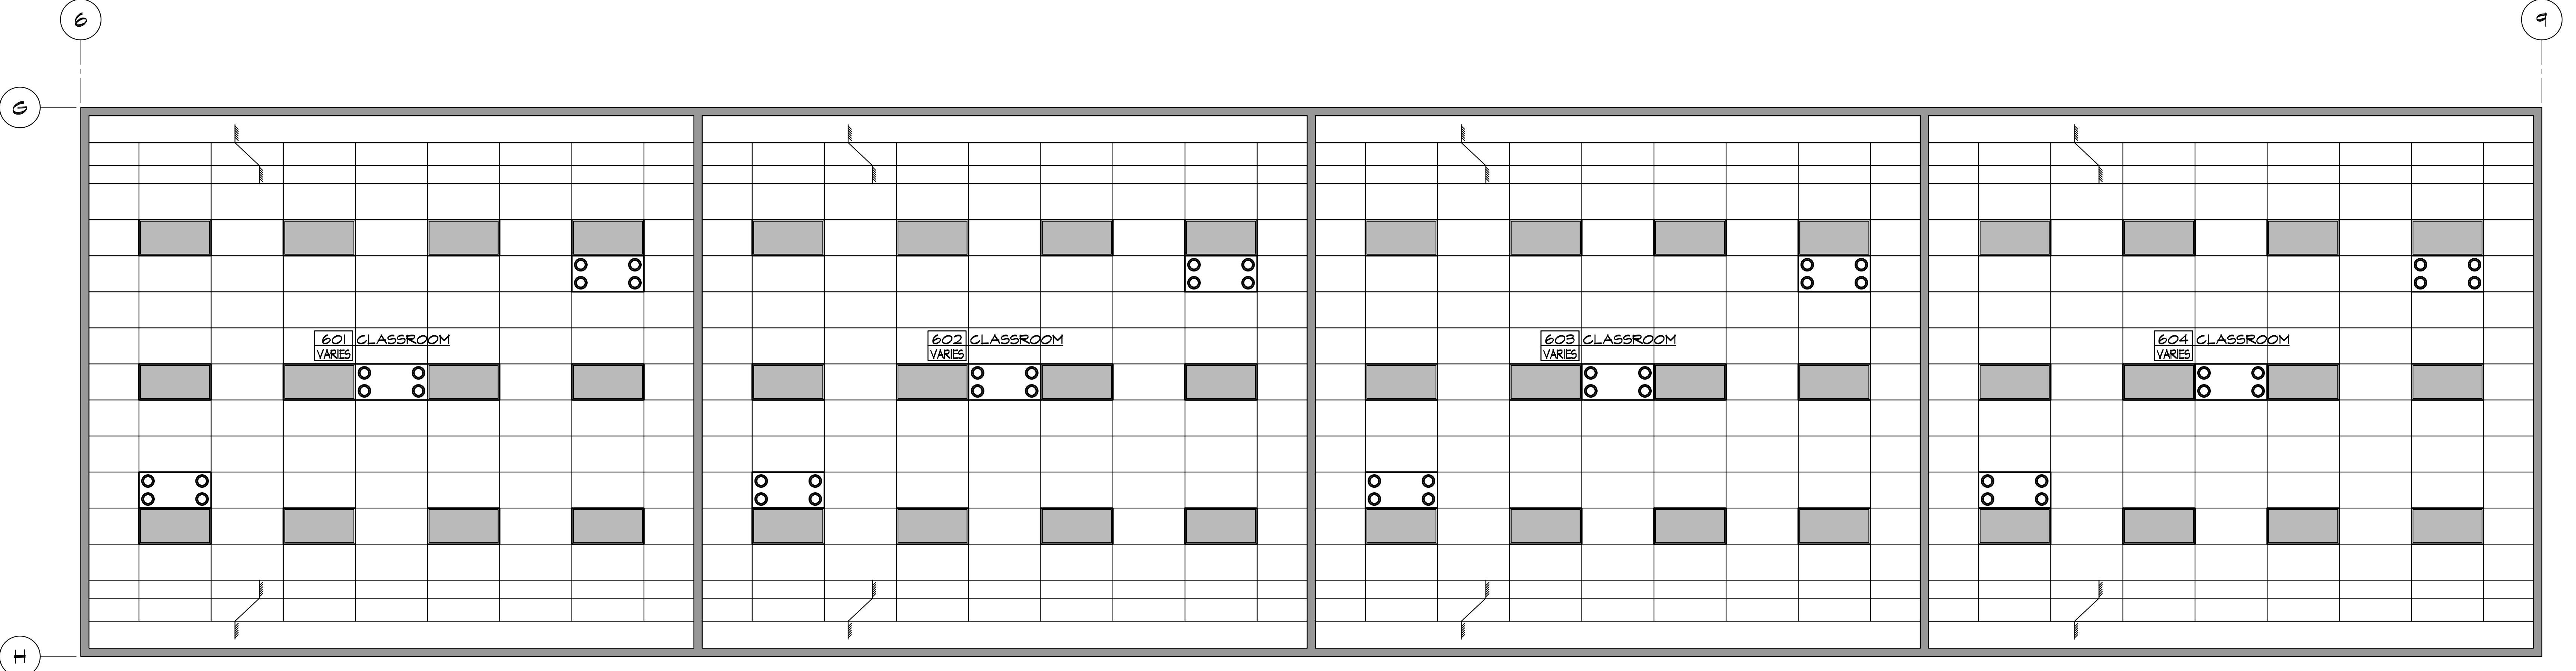 6
9
G
601 CLASSROOM
VARIES
602 CLASSROOM
VARIES
603 CLASSROOM
VARIES
604 CLASSROOM
VARIES
H